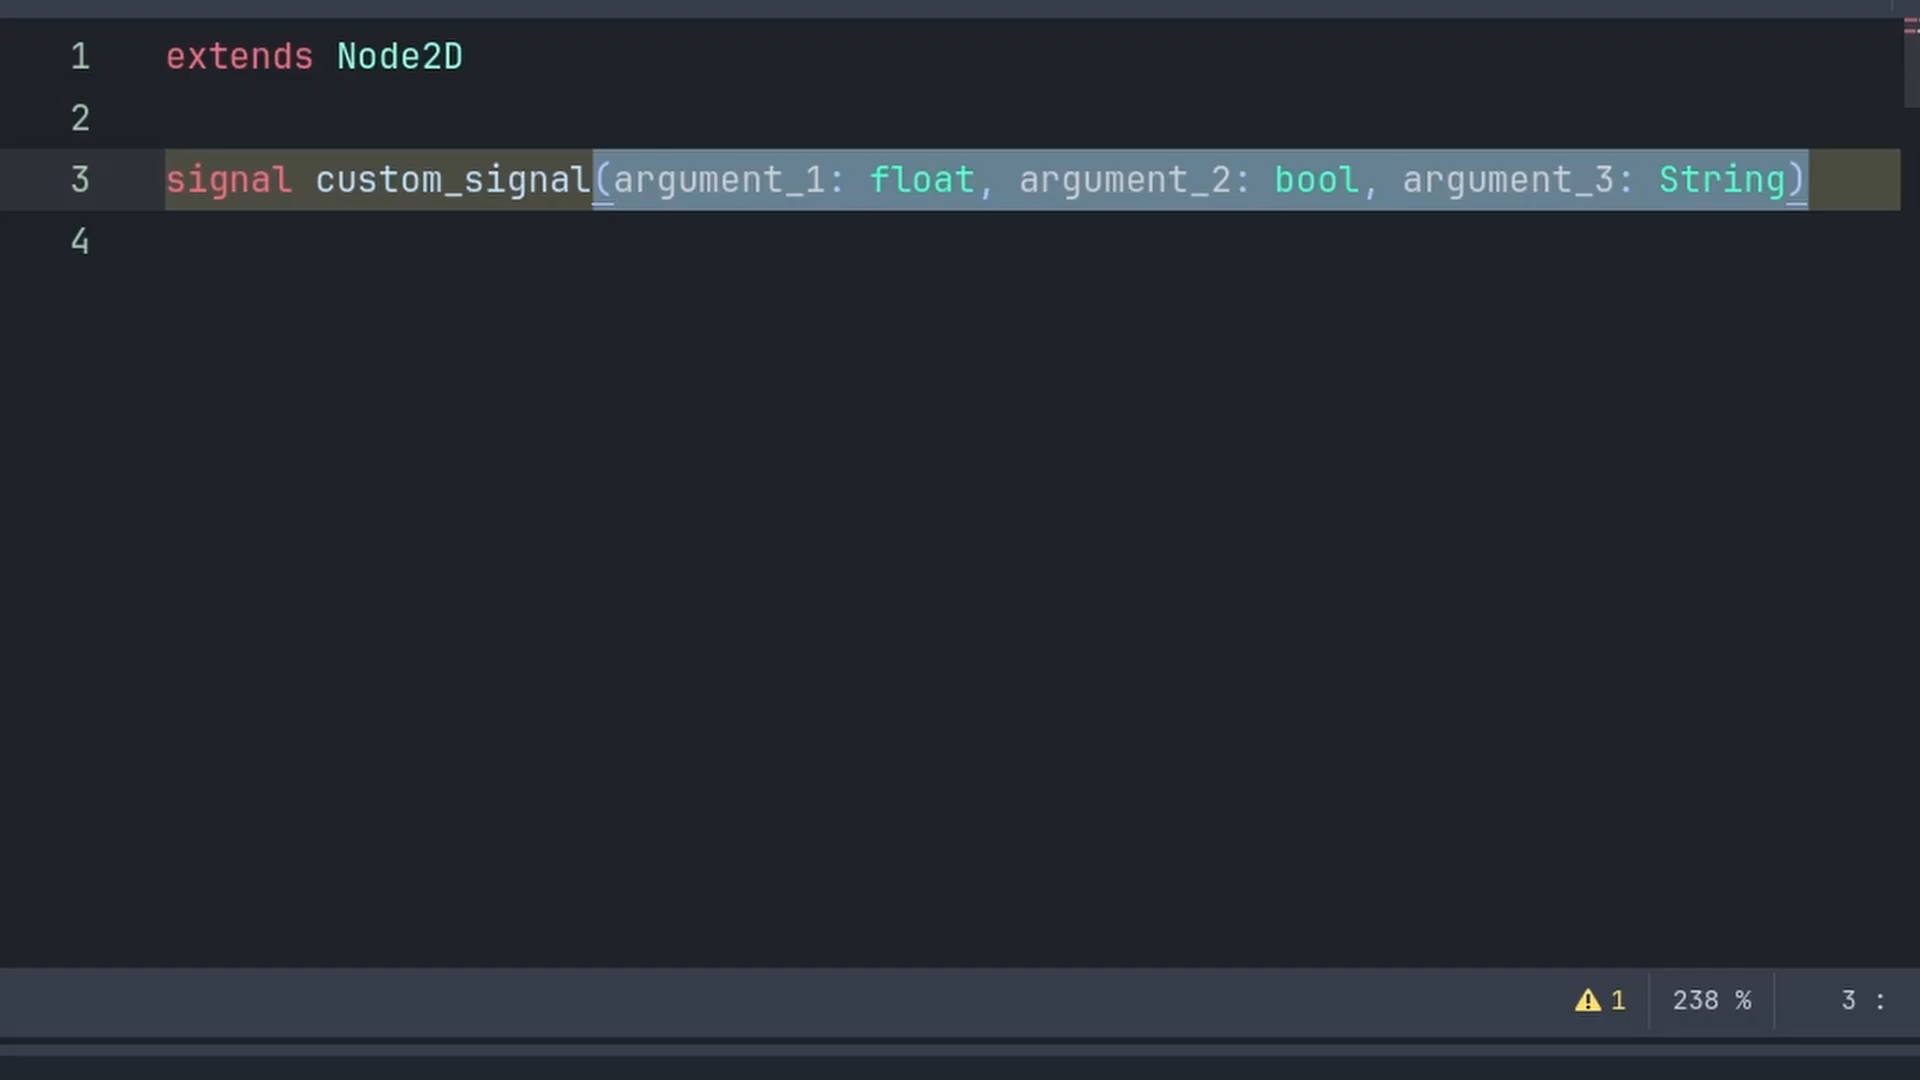 1 extends Node2D
2
3 signal custom_signal(argument_1: float, argument_2: bool, argument_3: String)
4
1 238 % 3 :